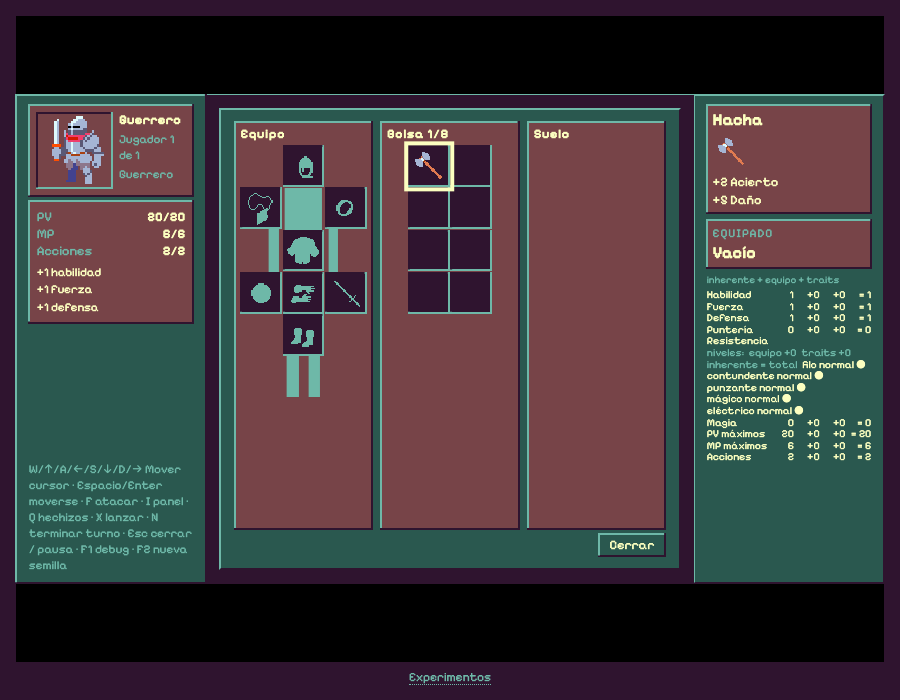 Guerrero
Jugador 1
de 1
Guerrero
PV 20/20
MP 6/6
Acciones 2/2
+1 habilidad
+1 fuerza
+1 defensa
W/↑/A/←/S/↓/D/→ Mover
cursor · Espacio/Enter
moverse · F atacar · I panel ·
Q hechizos · X lanzar · N
terminar turno · Esc cerrar
/ pausa · F1 debug · F2 nueva
semilla
Equipo
Bolsa 1/8
Suelo
Cerrar
Hacha
+2 Acierto
+3 Daño
EQUIPADO
Vacío
inherente + equipo + traits
Habilidad 1 +0 +0 = 1
Fuerza 1 +0 +0 = 1
Defensa 1 +0 +0 = 1
Puntería 0 +0 +0 = 0
Resistencia
niveles: equipo +0 traits +0
inherente = total filo normal
contundente normal
punzante normal
mágico normal
eléctrico normal
Magia 0 +0 +0 = 0
PV máximos 20 +0 +0 = 20
MP máximos 6 +0 +0 = 6
Acciones 2 +0 +0 = 2
Experimentos